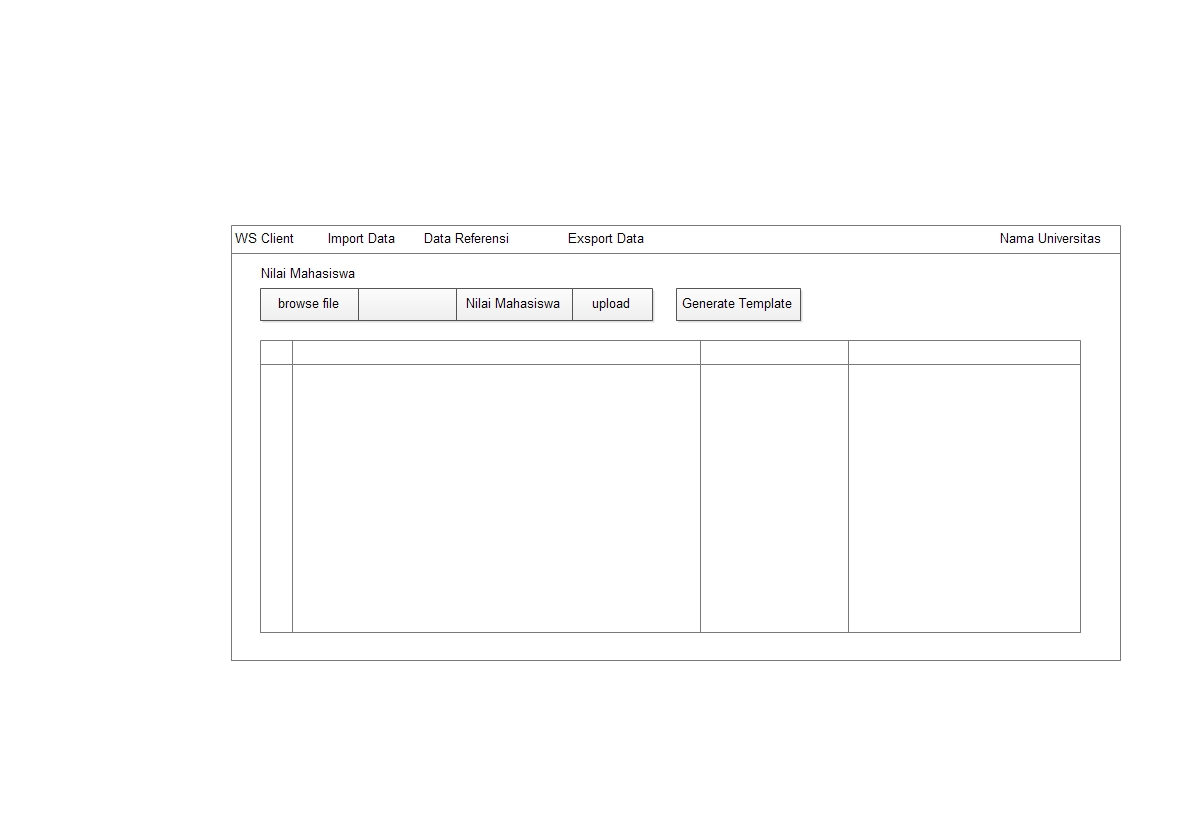 WS Client Import Data Data Referensi Exsport Data Nama Universitas
Nilai Mahasiswa
browse file Nilai Mahasiswa upload Generate Template